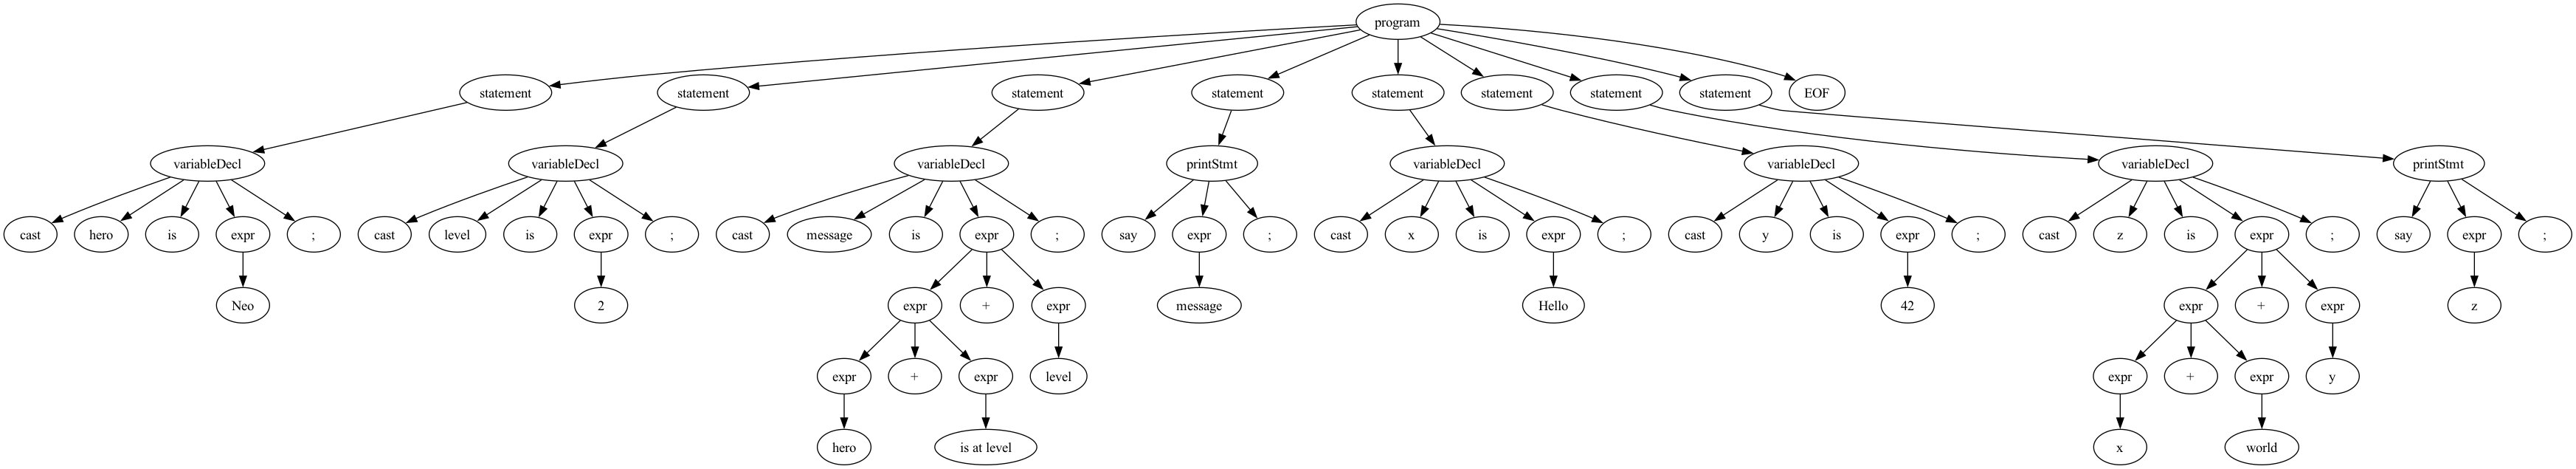 program
statement statement statement statement statement statement statement statement EOF
variableDecl variableDecl variableDecl printStmt variableDecl variableDecl variableDecl printStmt
cast hero is expr ; cast level is expr ; cast message is expr ; say expr ; cast x is expr ; cast y is expr ; cast z is expr ; say expr ;
Neo 2 expr + expr message Hello 42 expr + expr z
expr + expr level expr + expr y
hero is at level x world